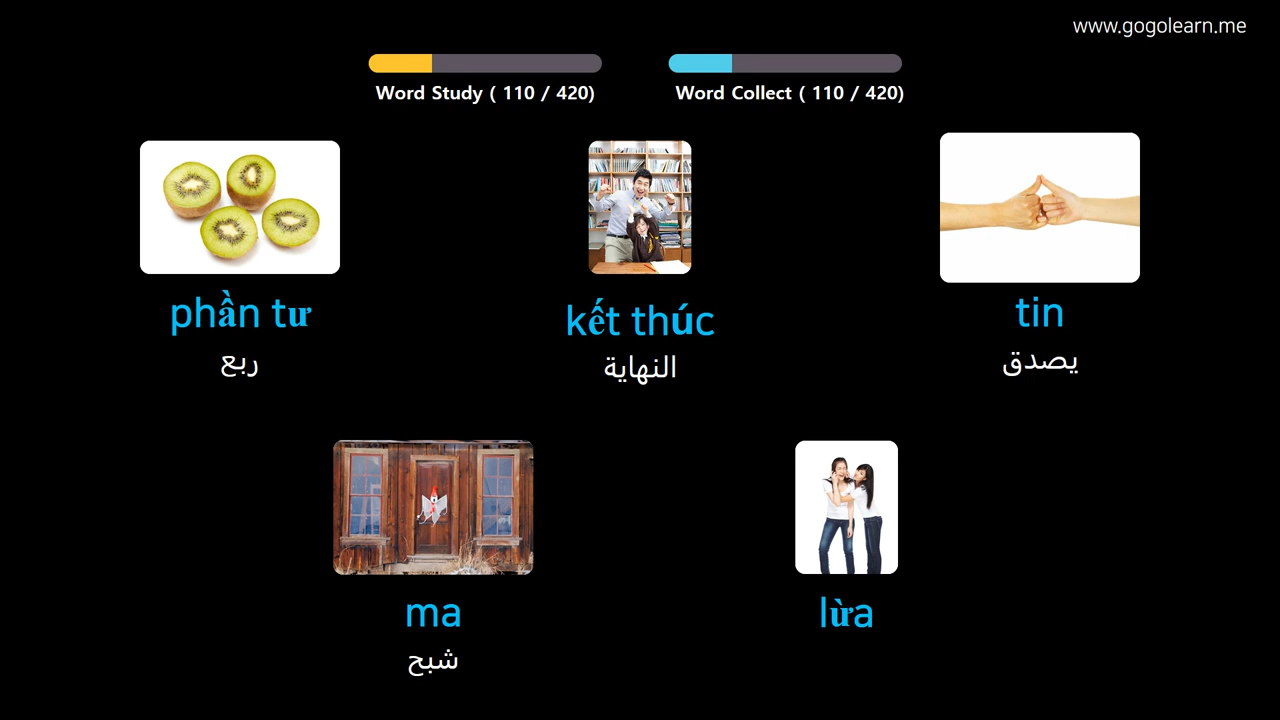 www.gogolearn.me
Word Study ( 110 / 420)
Word Collect ( 110 / 420)
phần tư
ربع
kết thúc
النهاية
tin
يصدق
ma
شبح
lừa